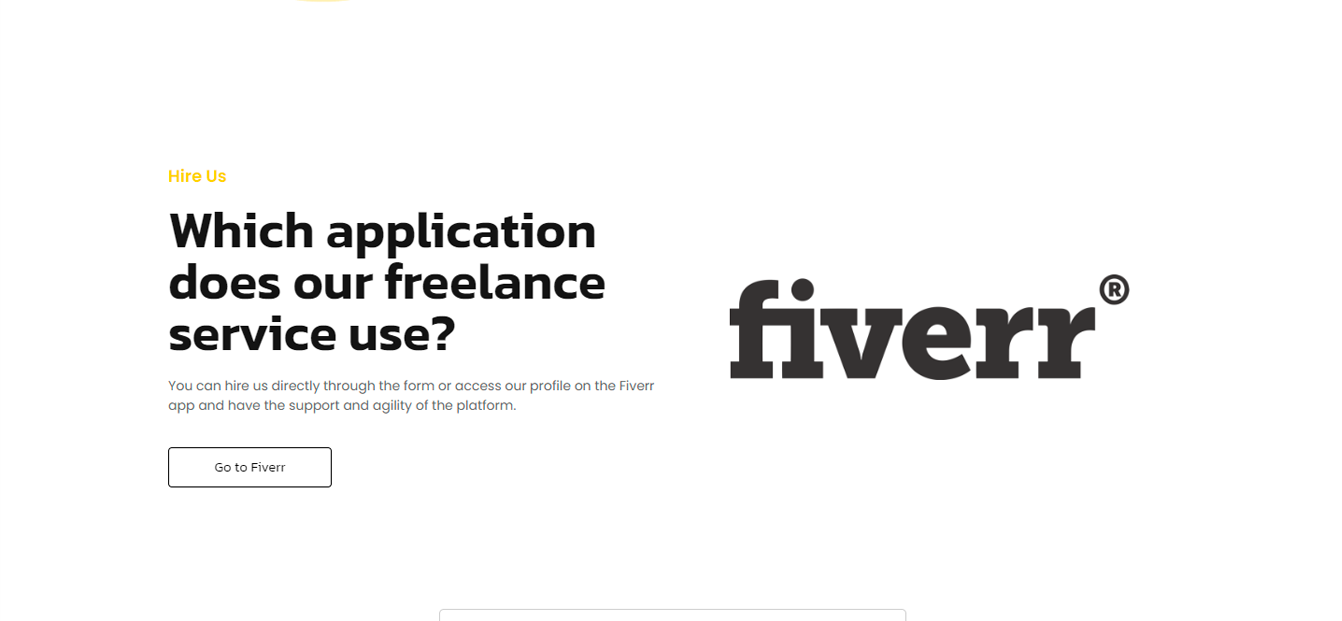 Hire Us
Which application
does our freelance
service use?
You can hire us directly through the form or access our profile on the Fiverr
app and have the support and agility of the platform.
Go to Fiverr
fiverr®